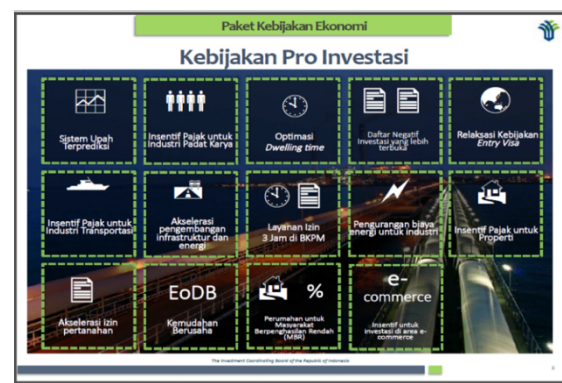 Paket Kebijakan Ekonomi
Kebijakan Pro Investasi
Sistem Upah
Terprediksi
Insentif Pajak untuk
Industri Padat Karya
Optimasi
Dwelling time
Daftar Negatif
Investasi yang lebih
terbuka
Relaksasi Kebijakan
Entry Visa
Insentif Pajak untuk
Industri Transportasi
Akselerasi
pengembangan
infrastruktur dan
energi
Layanan Izin
3 Jam di BKPM
Pengurangan biaya
energi untuk industri
Insentif Pajak untuk
Properti
Akselerasi izin
pertanahan
EoDB
Kemudahan
Berusaha
%
Perumahan untuk
Masyarakat
Berpenghasilan Rendah
(MBR)
e-
commerce
Insentif untuk
investasi di area e-
commerce
The Investment Coordinating Board of the Republic of Indonesia